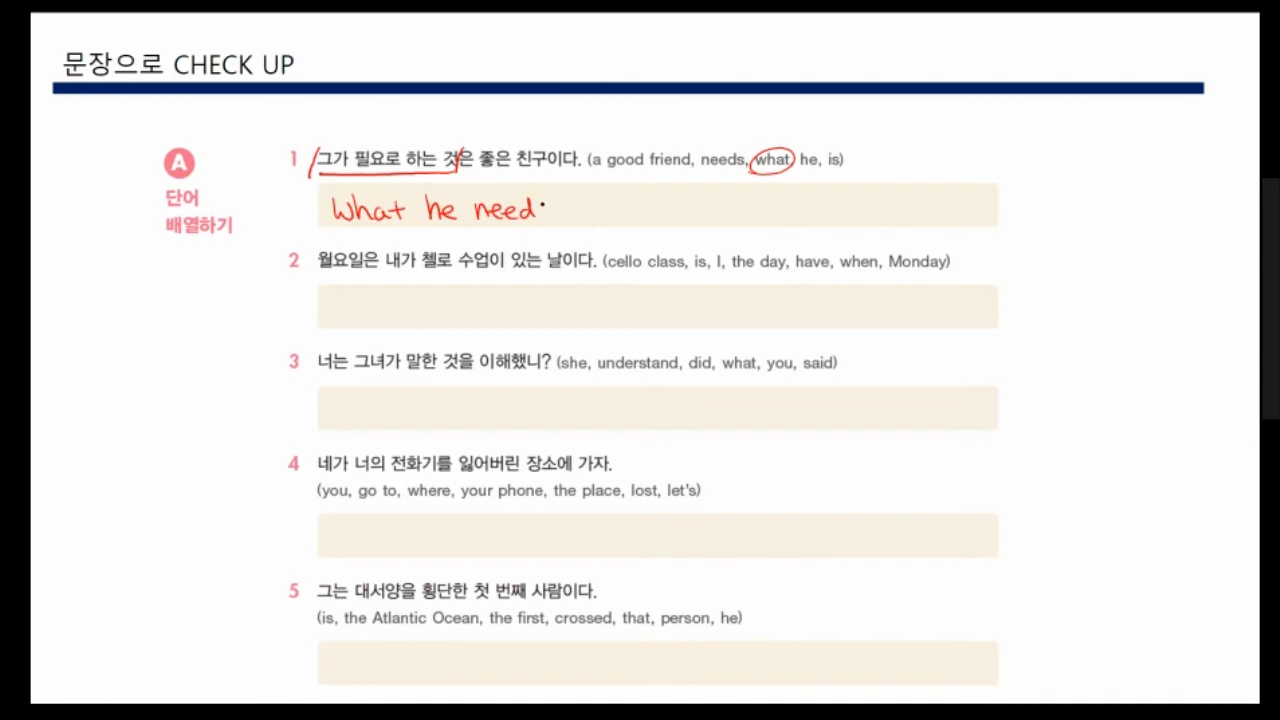 문장으로 CHECK UP
A
단어
배열하기
1 그가 필요로 하는 것은 좋은 친구이다. (a good friend, needs, what, he, is)
What he need
2 월요일은 내가 첼로 수업이 있는 날이다. (cello class, is, I, the day, have, when, Monday)
3 너는 그녀가 말한 것을 이해했니? (she, understand, did, what, you, said)
4 네가 너의 전화기를 잃어버린 장소에 가자.
(you, go to, where, your phone, the place, lost, let's)
5 그는 대서양을 횡단한 첫 번째 사람이다.
(is, the Atlantic Ocean, the first, crossed, that, person, he)